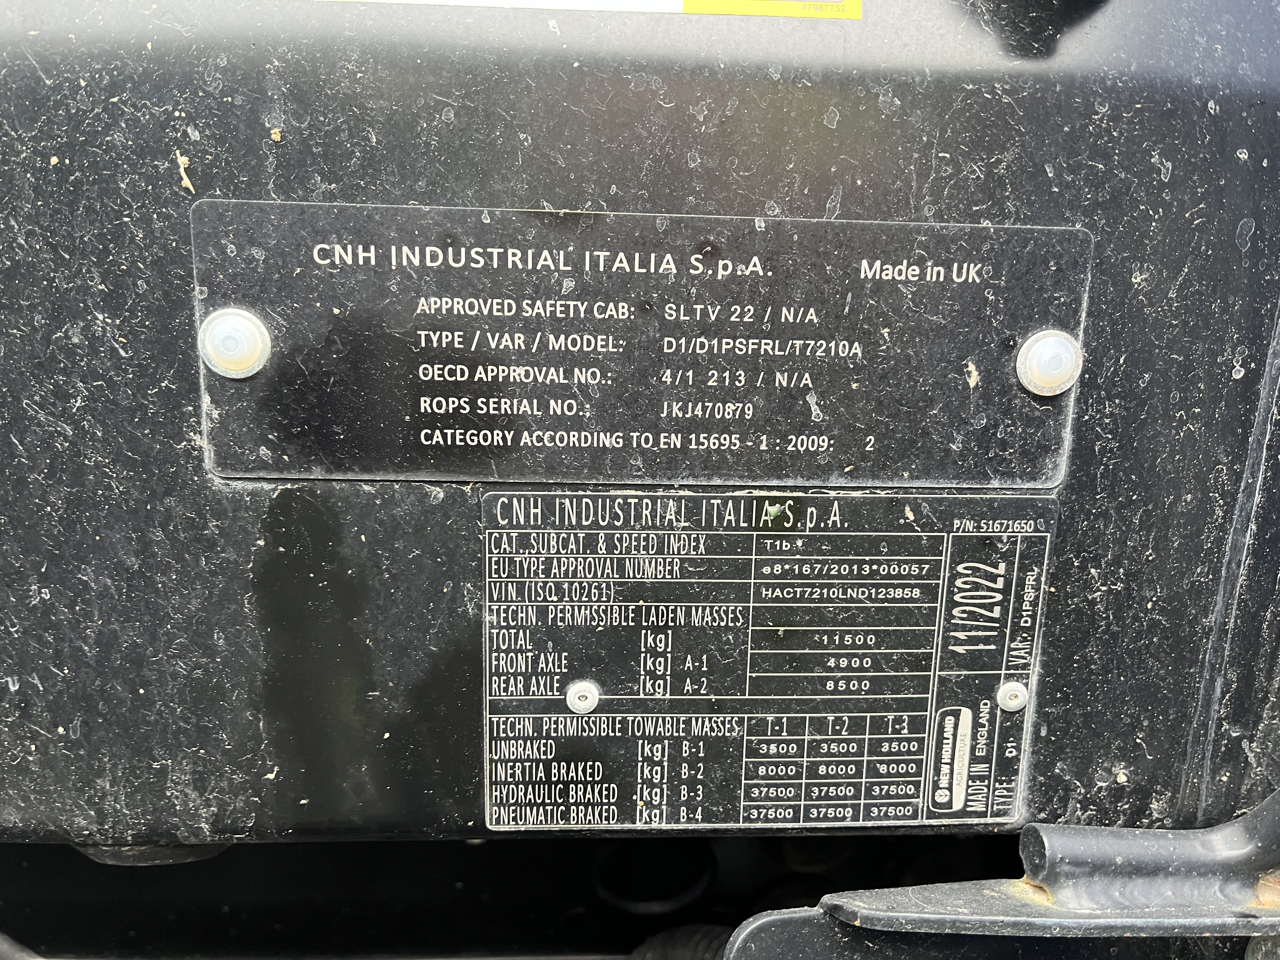 47967752
CNH INDUSTRIAL ITALIA S.p.A. Made in UK
APPROVED SAFETY CAB: SLTV 22 / N/A
TYPE / VAR / MODEL: D1/D1PSFRL/T7210A
OECD APPROVAL NO.: 4/1 213 / N/A
ROPS SERIAL NO.: JKJ470879
CATEGORY ACCORDING TO EN 15695 - 1 : 2009: 2
CNH INDUSTRIAL ITALIA S.p.A. P/N: 51671650
CAT.,SUBCAT. & SPEED INDEX T1b
EU TYPE APPROVAL NUMBER e8*167/2013*00057
VIN (ISO 10261) HACT7210LND123858
TECHN. PERMISSIBLE LADEN MASSES
TOTAL [kg] 11500
FRONT AXLE [kg] A-1 4900
REAR AXLE [kg] A-2 8500
TECHN. PERMISSIBLE TOWABLE MASSES T-1 T-2 T-3
UNBRAKED [kg] B-1 3500 3500 3500
INERTIA BRAKED [kg] B-2 8000 8000 8000
HYDRAULIC BRAKED [kg] B-3 37500 37500 37500
PNEUMATIC BRAKED [kg] B-4 37500 37500 37500
11/2022
NEW HOLLAND
AGRICULTURE
MADE IN ENGLAND
TYPE: D1
VAR: D1PSFRL